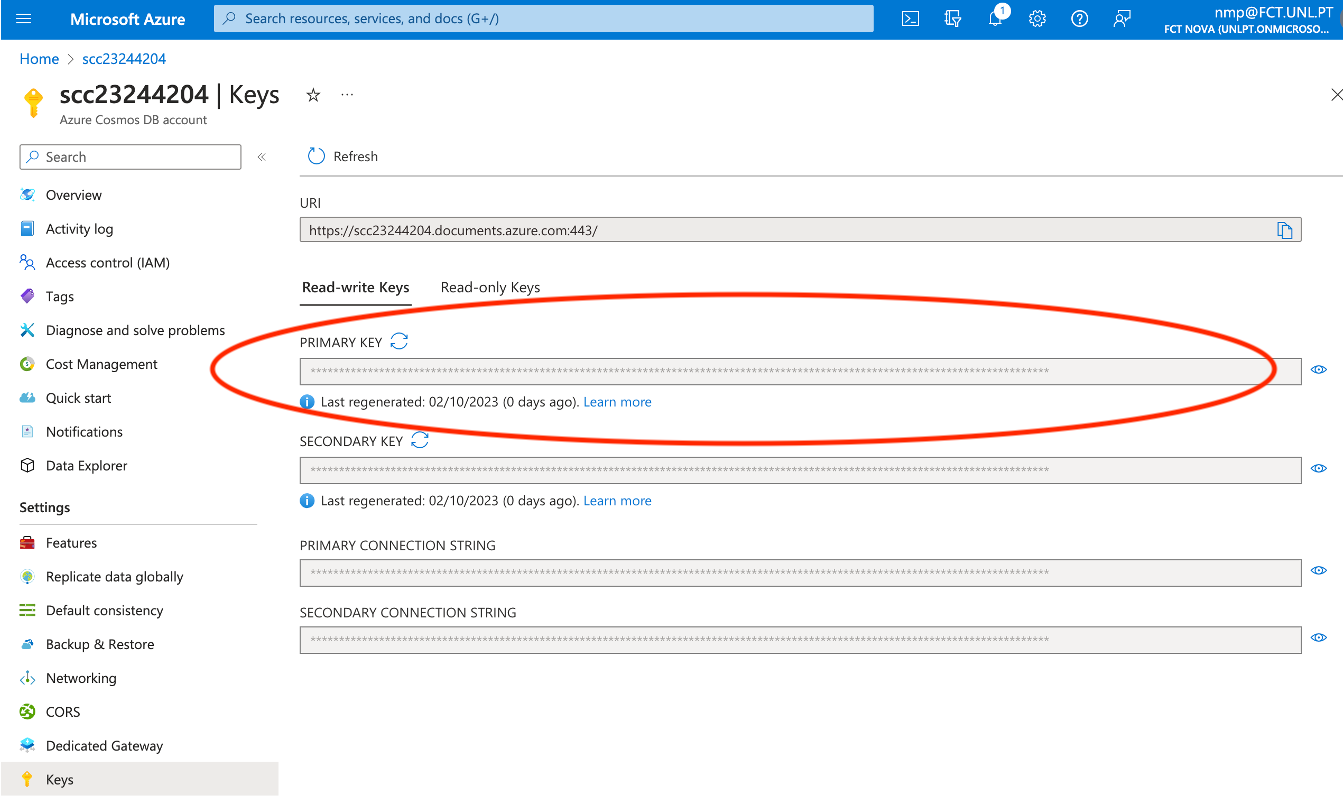 Microsoft Azure
Search resources, services, and docs (G+/)
1
nmp@FCT.UNL.PT
FCT NOVA (UNLPT.ONMICROSO...
Home > scc23244204
scc23244204 | Keys
...
Azure Cosmos DB account
Search
«
Overview
Activity log
Access control (IAM)
Tags
Diagnose and solve problems
Cost Management
Quick start
Notifications
Data Explorer
Settings
Features
Replicate data globally
Default consistency
Backup & Restore
Networking
CORS
Dedicated Gateway
Keys
Refresh
URI
https://scc23244204.documents.azure.com:443/
Read-write Keys
Read-only Keys
PRIMARY KEY
Last regenerated: 02/10/2023 (0 days ago). Learn more
SECONDARY KEY
Last regenerated: 02/10/2023 (0 days ago). Learn more
PRIMARY CONNECTION STRING
SECONDARY CONNECTION STRING